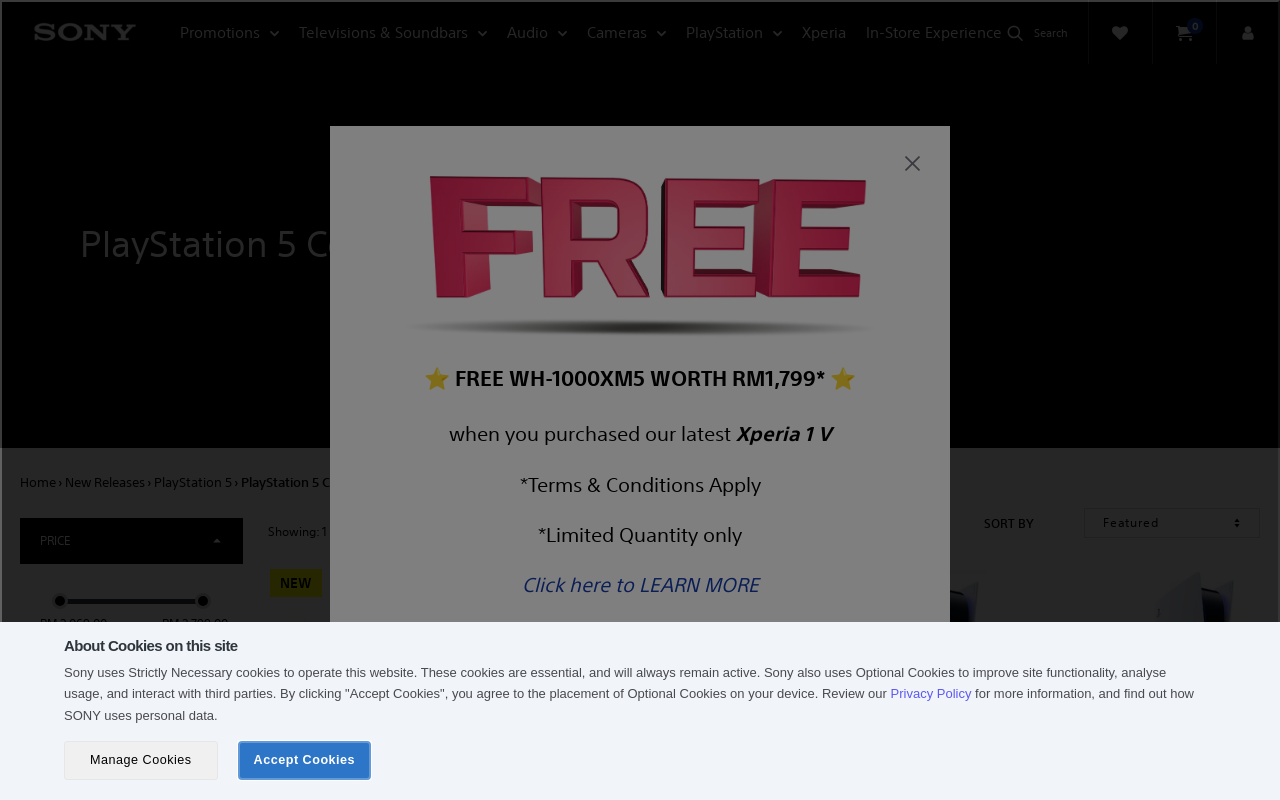 SONY
Promotions
Televisions & Soundbars
Audio
Cameras
PlayStation
Xperia
In-Store Experience
Search
0
PlayStation 5 C
FREE
⭐ FREE WH-1000XM5 WORTH RM1,799* ⭐
when you purchased our latest Xperia 1 V
*Terms & Conditions Apply
*Limited Quantity only
Click here to LEARN MORE
Home › New Releases › PlayStation 5 › PlayStation 5 C
PRICE
Showing: 1
SORT BY
Featured
NEW
About Cookies on this site
Sony uses Strictly Necessary cookies to operate this website. These cookies are essential, and will always remain active. Sony also uses Optional Cookies to improve site functionality, analyse
usage, and interact with third parties. By clicking "Accept Cookies", you agree to the placement of Optional Cookies on your device. Review our Privacy Policy for more information, and find out how
SONY uses personal data.
Manage Cookies
Accept Cookies